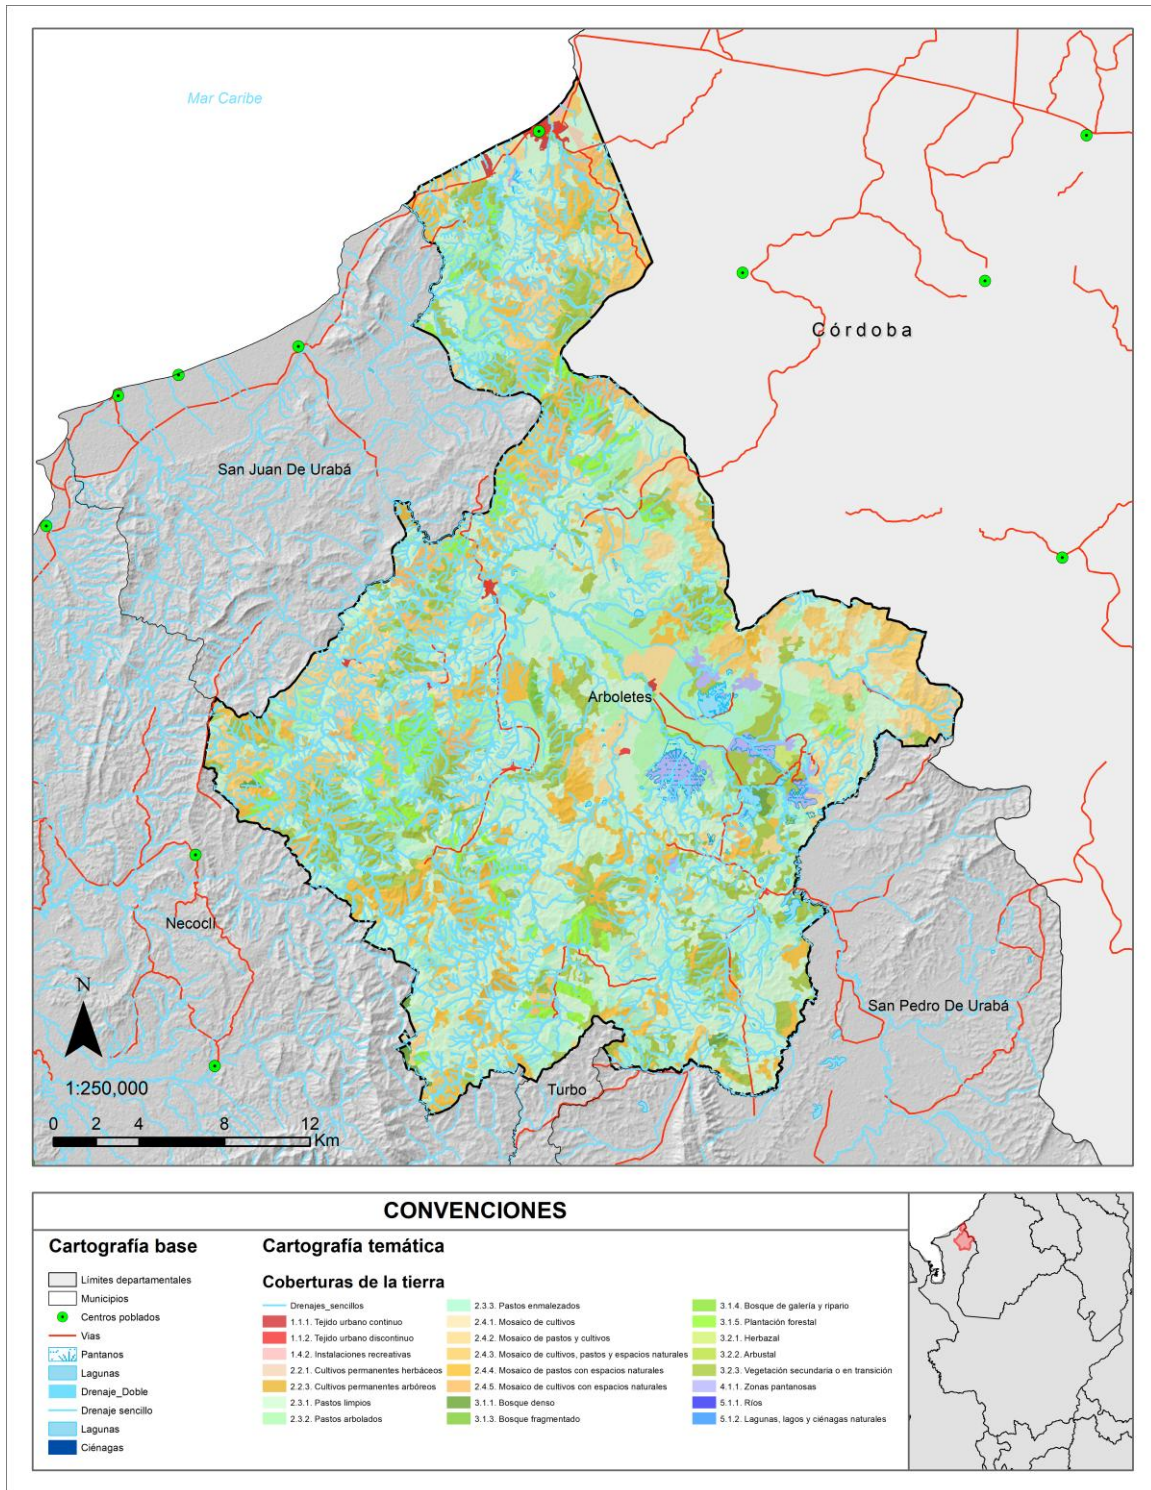 Mar Caribe
Córdoba
San Juan De Urabá
Arboletes
Necoclí
San Pedro De Urabá
Turbo
N
1:250,000
0 2 4 8 12
Km
CONVENCIONES
Cartografía base
Límites departamentales
Municipios
Centros poblados
Vias
Pantanos
Lagunas
Drenaje_Doble
Drenaje sencillo
Lagunas
Ciénagas
Cartografía temática
Coberturas de la tierra
Drenajes_sencillos
1.1.1. Tejido urbano continuo
1.1.2. Tejido urbano discontinuo
1.4.2. Instalaciones recreativas
2.2.1. Cultivos permanentes herbáceos
2.2.3. Cultivos permanentes arbóreos
2.3.1. Pastos limpios
2.3.2. Pastos arbolados
2.3.3. Pastos enmalezados
2.4.1. Mosaico de cultivos
2.4.2. Mosaico de pastos y cultivos
2.4.3. Mosaico de cultivos, pastos y espacios naturales
2.4.4. Mosaico de pastos con espacios naturales
2.4.5. Mosaico de cultivos con espacios naturales
3.1.1. Bosque denso
3.1.3. Bosque fragmentado
3.1.4. Bosque de galería y ripario
3.1.5. Plantación forestal
3.2.1. Herbazal
3.2.2. Arbustal
3.2.3. Vegetación secundaria o en transición
4.1.1. Zonas pantanosas
5.1.1. Ríos
5.1.2. Lagunas, lagos y ciénagas naturales